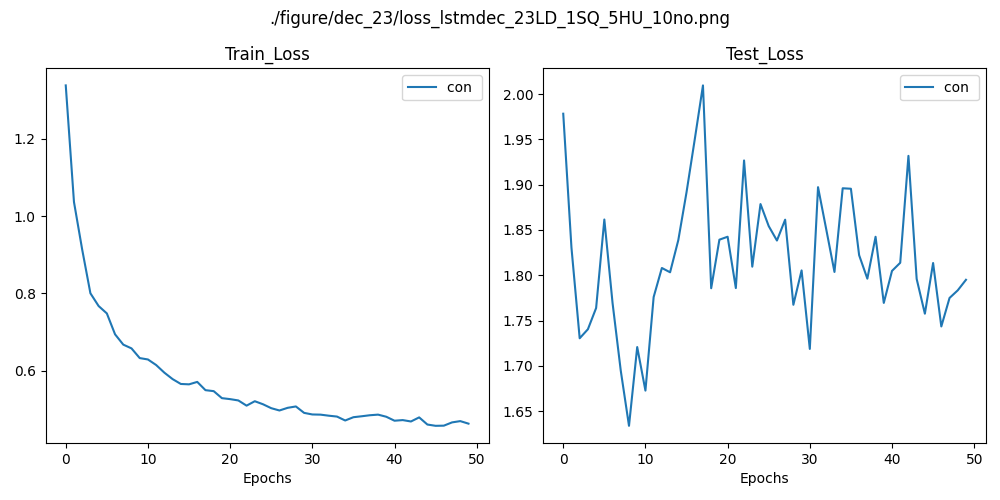 ./figure/dec_23/loss_lstmdec_23LD_1SQ_5HU_10no.png
Train_Loss
con
1.2
1.0
0.8
0.6
0 10 20 30 40 50
Epochs
Test_Loss
con
2.00
1.95
1.90
1.85
1.80
1.75
1.70
1.65
0 10 20 30 40 50
Epochs